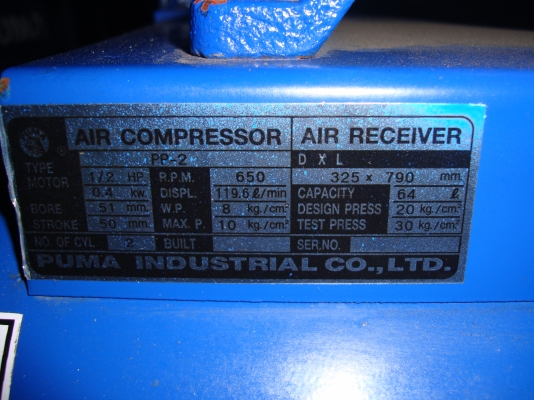 AIR COMPRESSOR AIR RECEIVER
TYPE PP-2 D X L
MOTOR 1/2 HP R.P.M. 650 325 x 790 mm
0.4 kw DISPL. 119.6 ℓ/min CAPACITY 64 ℓ
BORE 51 mm W.P. 8 kg./cm² DESIGN PRESS 20 kg./cm²
STROKE 50 mm MAX. P. 10 kg./cm² TEST PRESS 30 kg./cm²
NO. OF CYL 2 BUILT SER.NO.
PUMA INDUSTRIAL CO.,LTD.